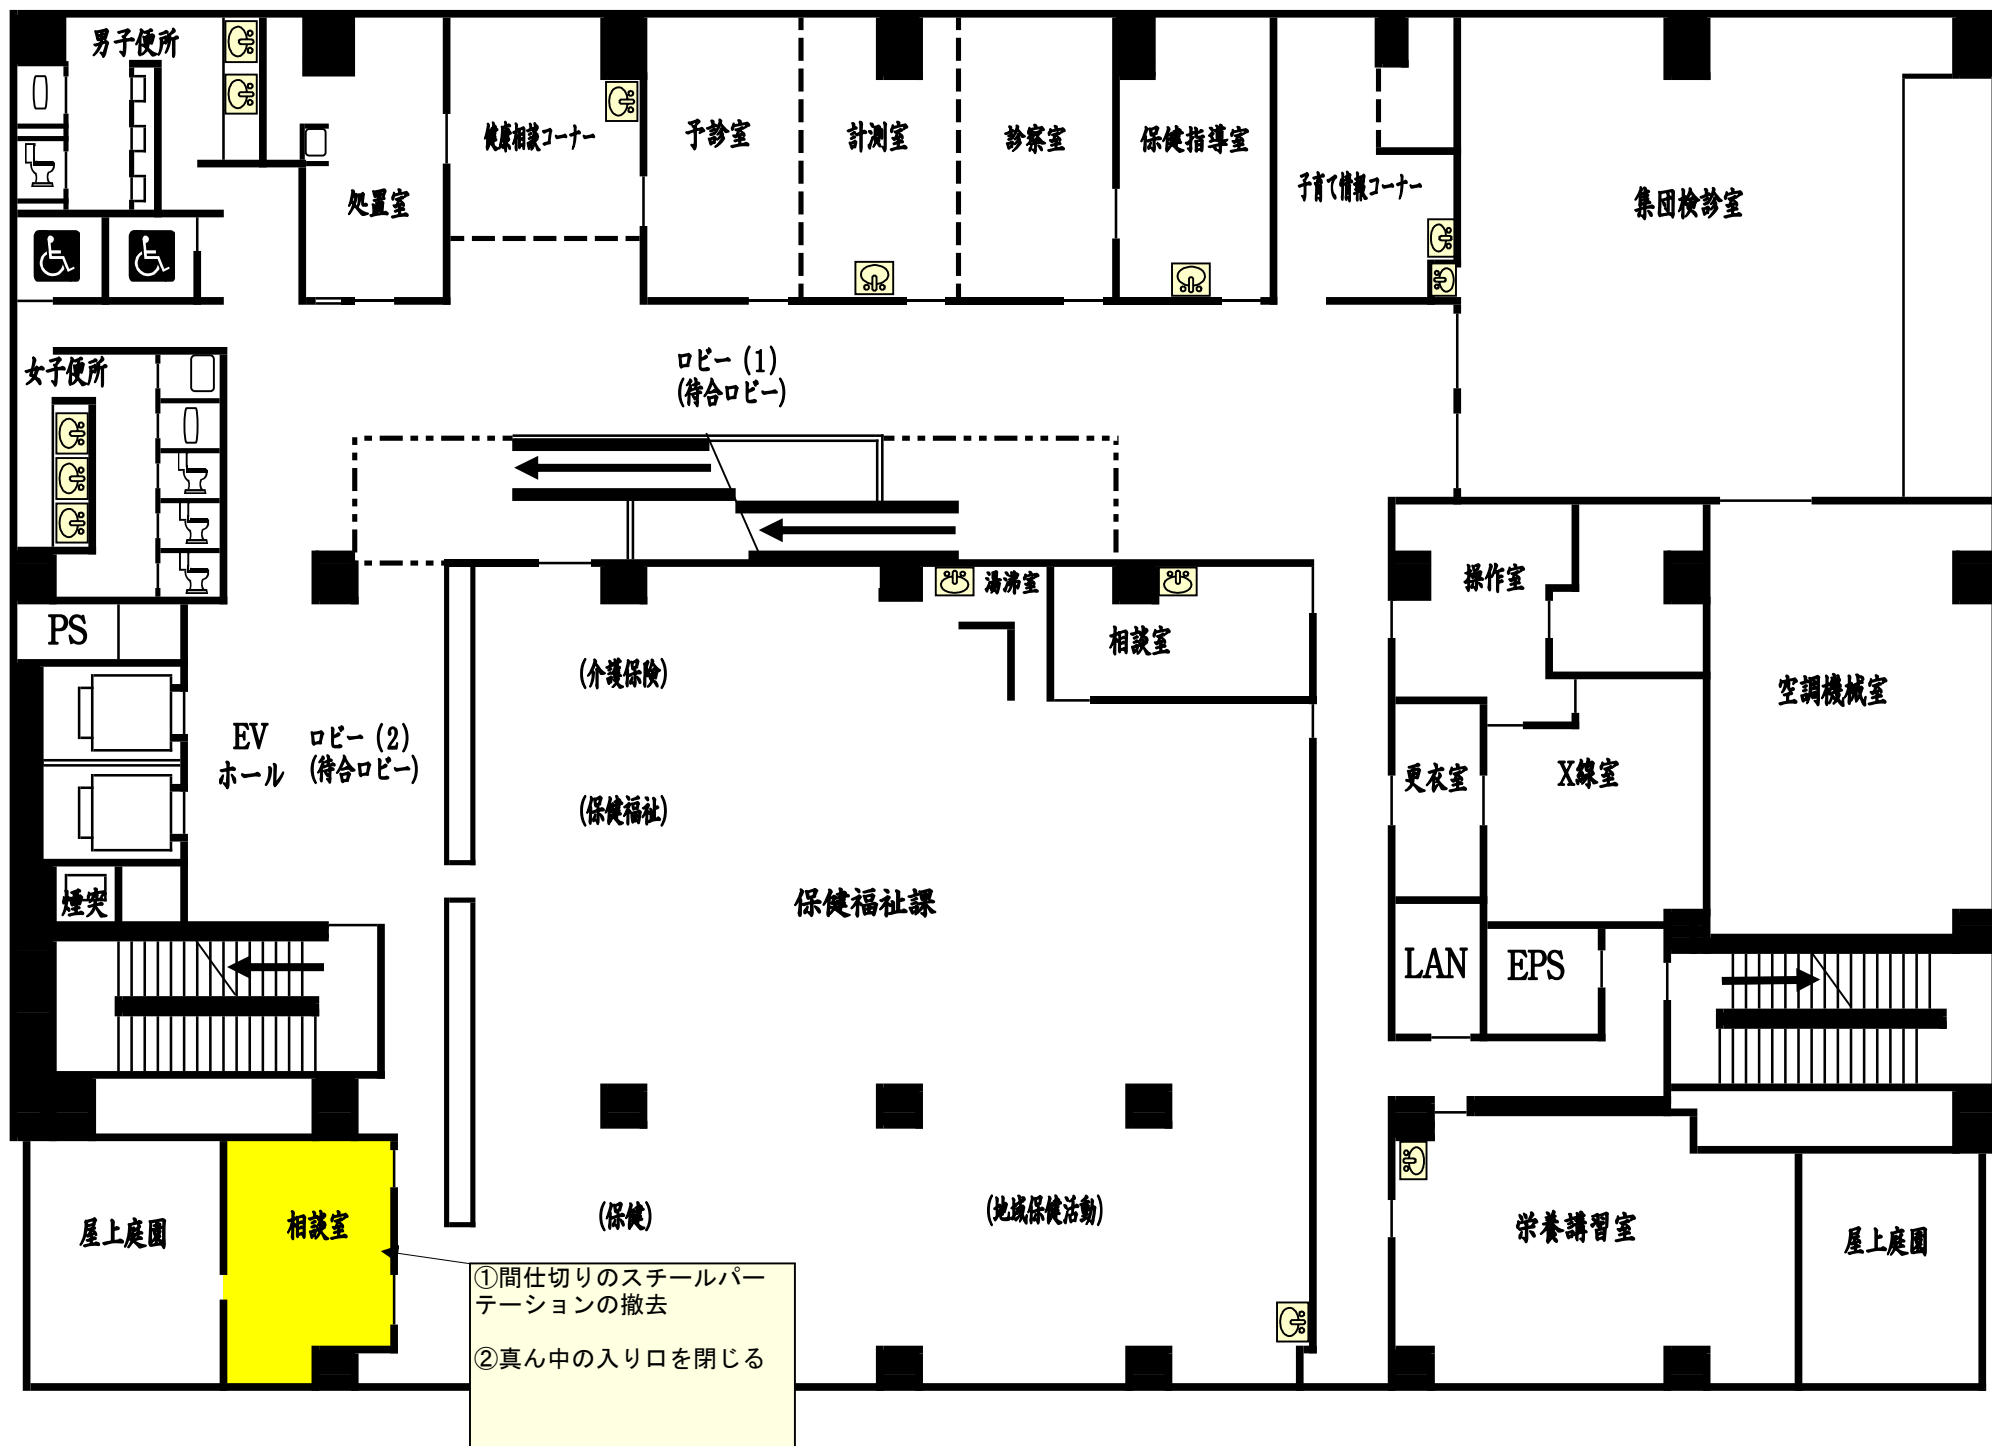 男子便所
健康相談コーナー
予診室
計測室
診察室
保健指導室
子育て情報コーナー
処置室
集団検診室
女子便所
ロビー (1)
(待合ロビー)
湯沸室
操作室
PS
相談室
(介護保険)
空調機械室
EV
ホール
ロビー (2)
(待合ロビー)
更衣室
X線室
(保健福祉)
煙突
保健福祉課
LAN
EPS
屋上庭園
相談室
(保健)
(地域保健活動)
栄養講習室
屋上庭園
①間仕切りのスチールパー
テーションの撤去
②真ん中の入り口を閉じる